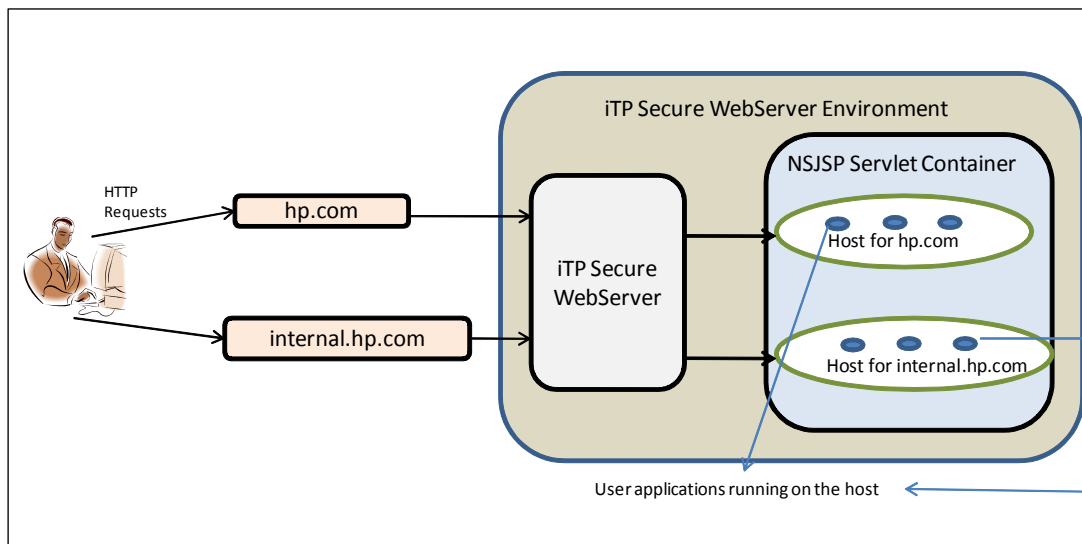 iTP Secure WebServer Environment
NSJSP Servlet Container
HTTP
Requests
hp.com
Host for hp.com
iTP Secure
WebServer
internal.hp.com
Host for internal.hp.com
User applications running on the host